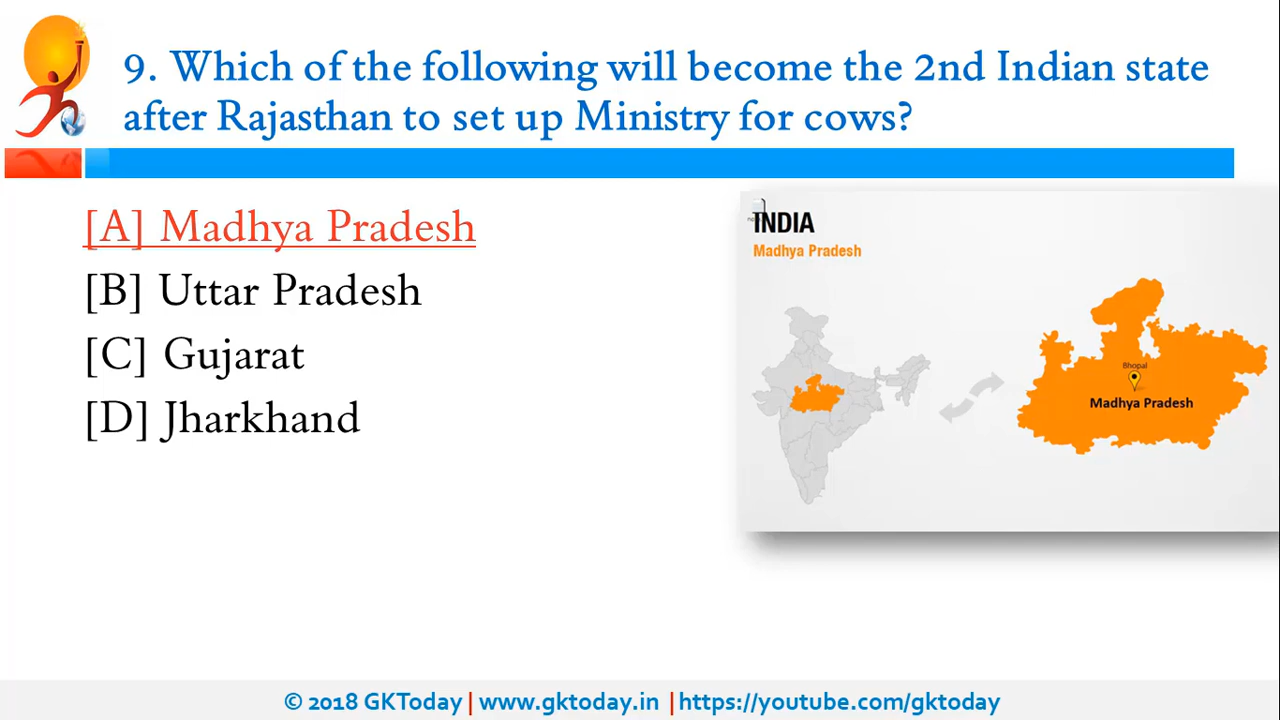 9. Which of the following will become the 2nd Indian state
after Rajasthan to set up Ministry for cows?
[A] Madhya Pradesh
[B] Uttar Pradesh
[C] Gujarat
[D] Jharkhand
INDIA
Madhya Pradesh
Bhopal
Madhya Pradesh
© 2018 GKToday | www.gktoday.in | https://youtube.com/gktoday